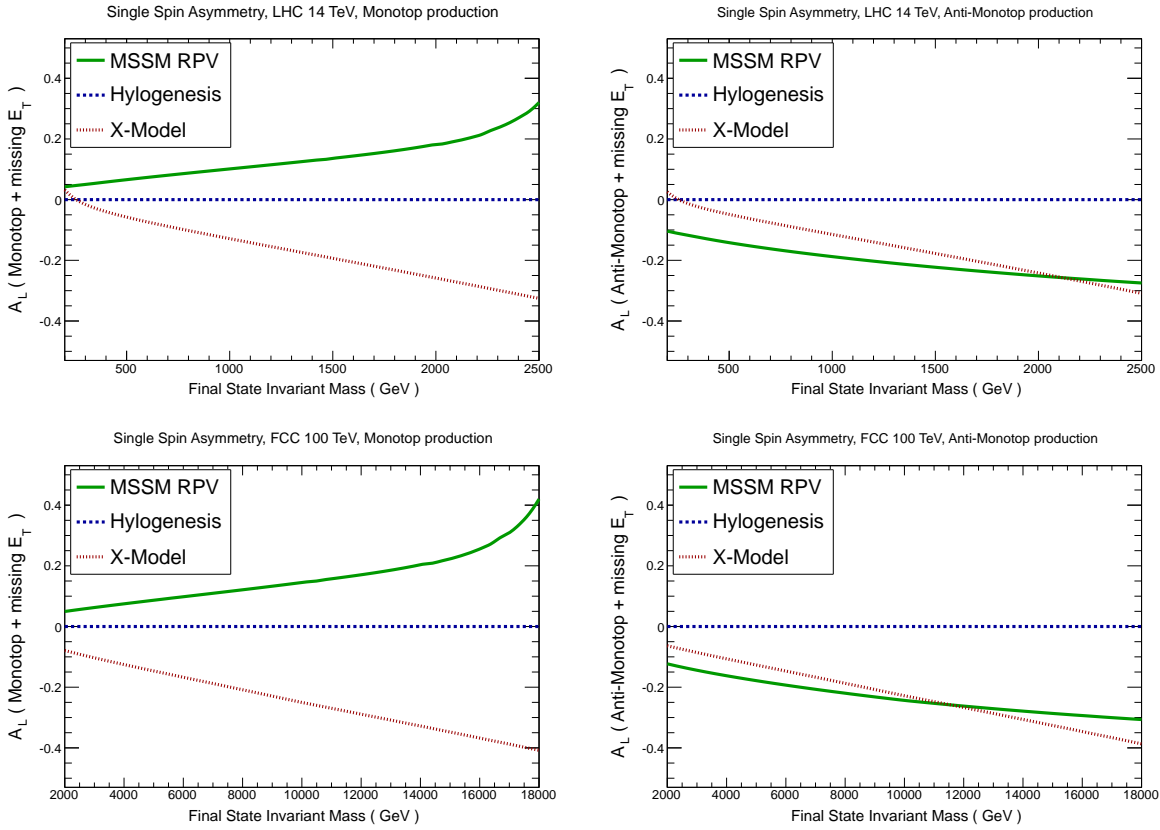 Single Spin Asymmetry, LHC 14 TeV, Monotop production
A_L ( Monotop + missing E_T )
0.4
0.2
0
-0.2
-0.4
MSSM RPV
Hylogenesis
X-Model
500 1000 1500 2000 2500
Final State Invariant Mass ( GeV )
Single Spin Asymmetry, LHC 14 TeV, Anti-Monotop production
A_L ( Anti-Monotop + missing E_T )
0.4
0.2
0
-0.2
-0.4
MSSM RPV
Hylogenesis
X-Model
500 1000 1500 2000 2500
Final State Invariant Mass ( GeV )
Single Spin Asymmetry, FCC 100 TeV, Monotop production
A_L ( Monotop + missing E_T )
0.4
0.2
0
-0.2
-0.4
MSSM RPV
Hylogenesis
X-Model
2000 4000 6000 8000 10000 12000 14000 16000 18000
Final State Invariant Mass ( GeV )
Single Spin Asymmetry, FCC 100 TeV, Anti-Monotop production
A_L ( Anti-Monotop + missing E_T )
0.4
0.2
0
-0.2
-0.4
MSSM RPV
Hylogenesis
X-Model
2000 4000 6000 8000 10000 12000 14000 16000 18000
Final State Invariant Mass ( GeV )